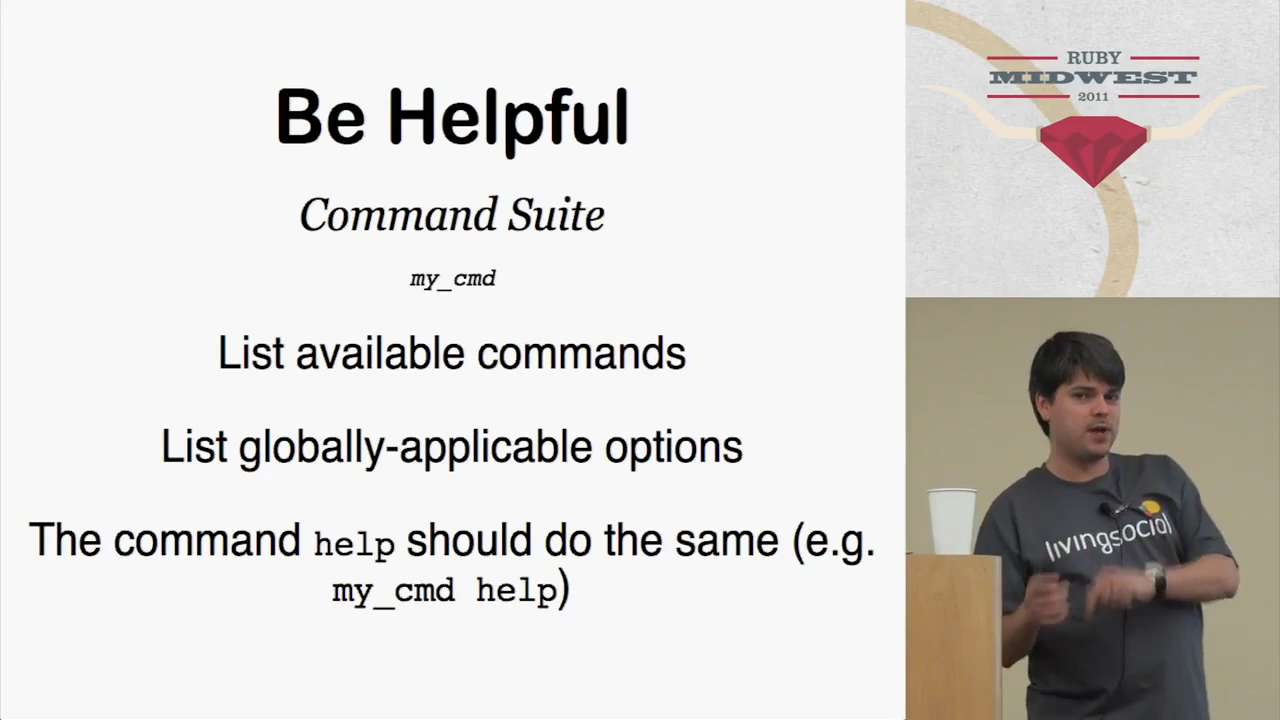 Be Helpful
Command Suite
my_cmd
List available commands
List globally-applicable options
The command help should do the same (e.g.
my_cmd help)
RUBY
MIDWEST
2011
livingsocial